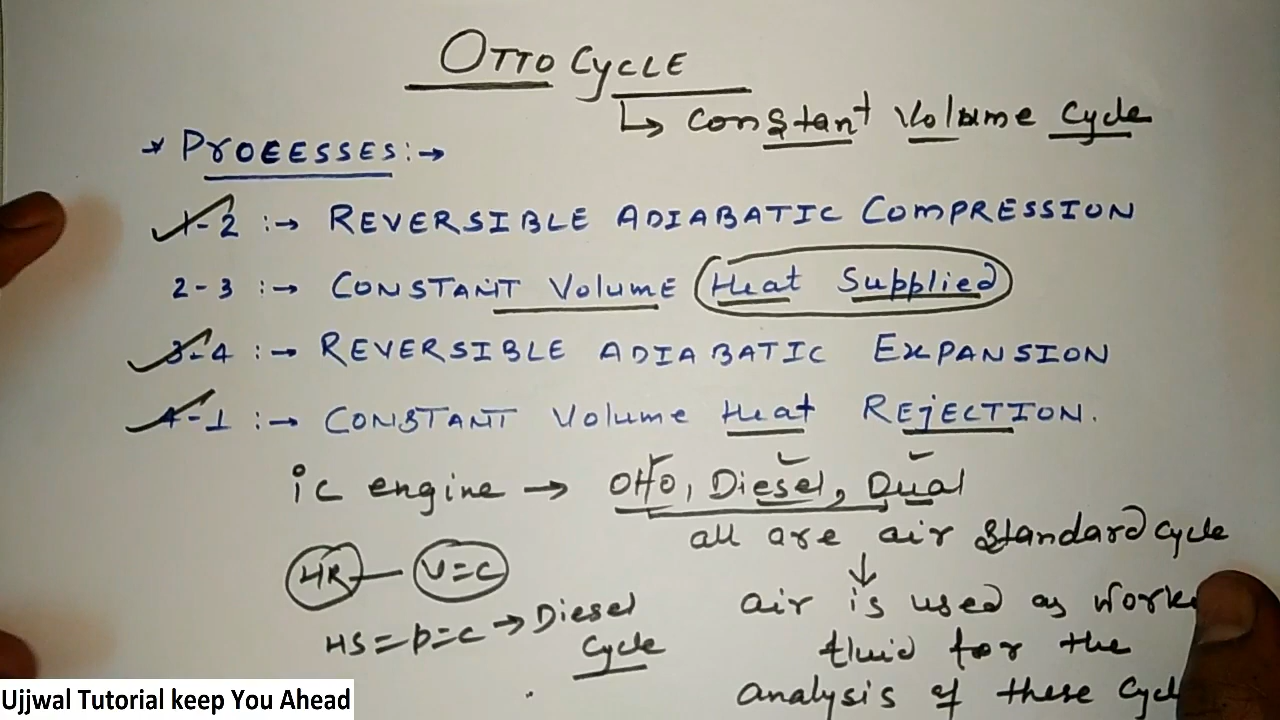 OTTO CYCLE
↳ Constant Volume Cycle
* PROEESSES:→
1-2 :→ REVERSIBLE ADIABATIC COMPRESSION
2-3 :→ CONSTANT VOLUME Heat Supplied
3-4 :→ REVERSIBLE ADIABATIC EXPANSION
4-1 :→ CONSTANT VOLUME Heat REJECTION.
ic engine → Otto, Diesel, Dual
all are air standard cycle
↓
HR — V=C
air is used as work
HS = P=C → Diesel Cycle
fluid for the
analysis of these Cycl
Ujjwal Tutorial keep You Ahead